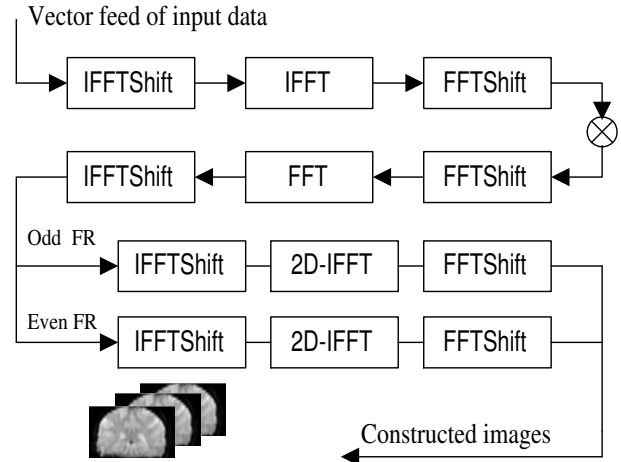 Vector feed of input data
IFFTShift
IFFT
FFTShift
IFFTShift
FFT
FFTShift
Odd FR
IFFTShift
2D-IFFT
FFTShift
Even FR
IFFTShift
2D-IFFT
FFTShift
Constructed images